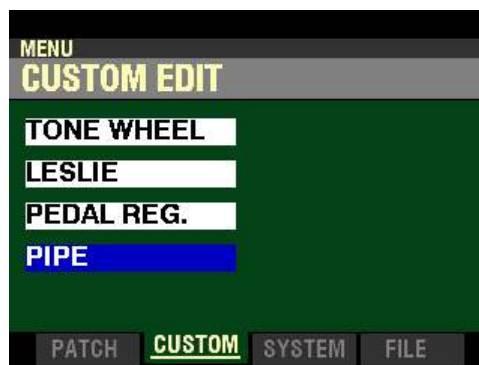 MENU
CUSTOM EDIT
TONE WHEEL
LESLIE
PEDAL REG.
PIPE
PATCH CUSTOM SYSTEM FILE